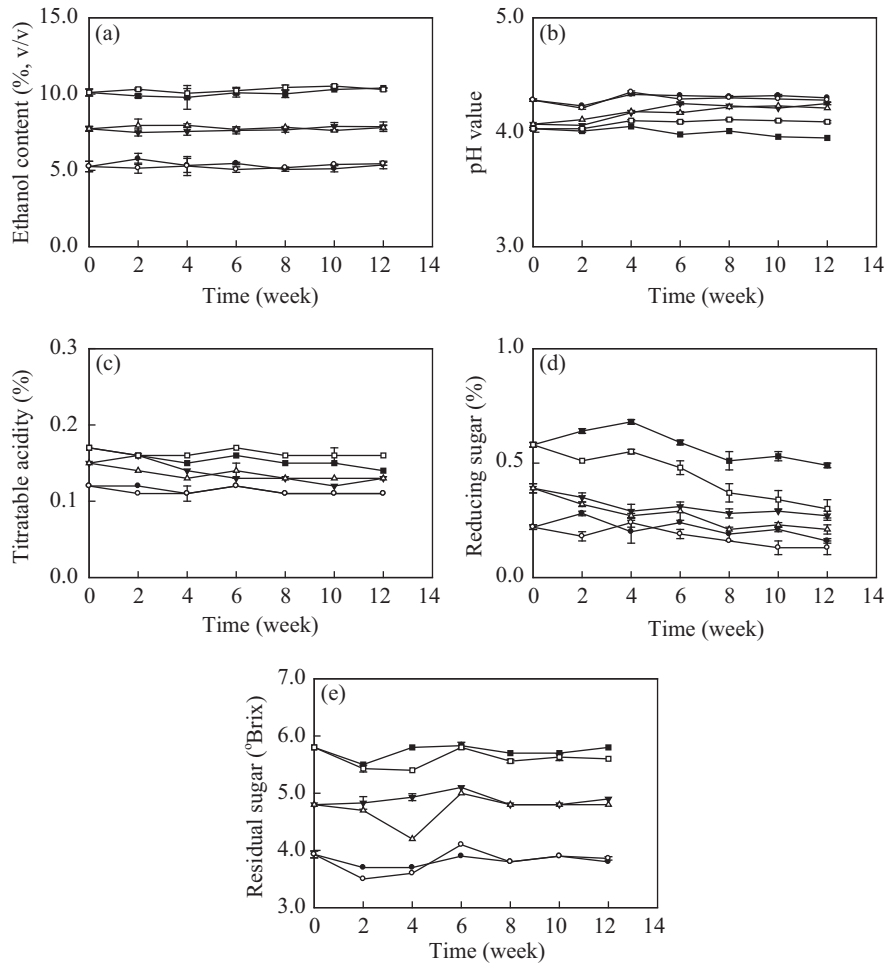 (a)
Ethanol content (%, v/v)
15.0
10.0
5.0
0.0
0 2 4 6 8 10 12 14
Time (week)
(b)
pH value
5.0
4.0
3.0
0 2 4 6 8 10 12 14
Time (week)
(c)
Titratable acidity (%)
0.3
0.2
0.1
0.0
0 2 4 6 8 10 12 14
Time (week)
(d)
Reducing sugar (%)
1.0
0.5
0.0
0 2 4 6 8 10 12 14
Time (week)
(e)
Residual sugar (°Brix)
7.0
6.0
5.0
4.0
3.0
0 2 4 6 8 10 12 14
Time (week)